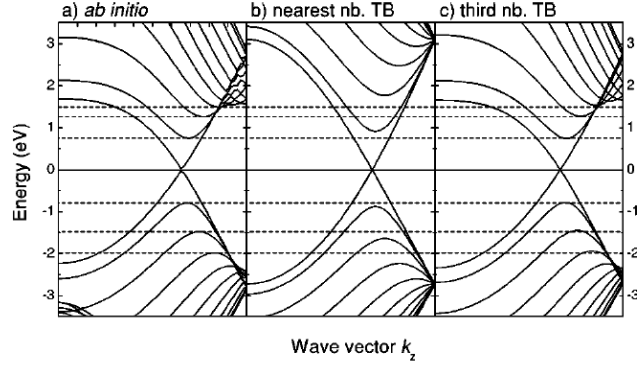 a) ab initio
b) nearest nb. TB
c) third nb. TB
3
2
1
0
-1
-2
-3
3
2
1
0
-1
-2
-3
Energy (eV)
Wave vector kz